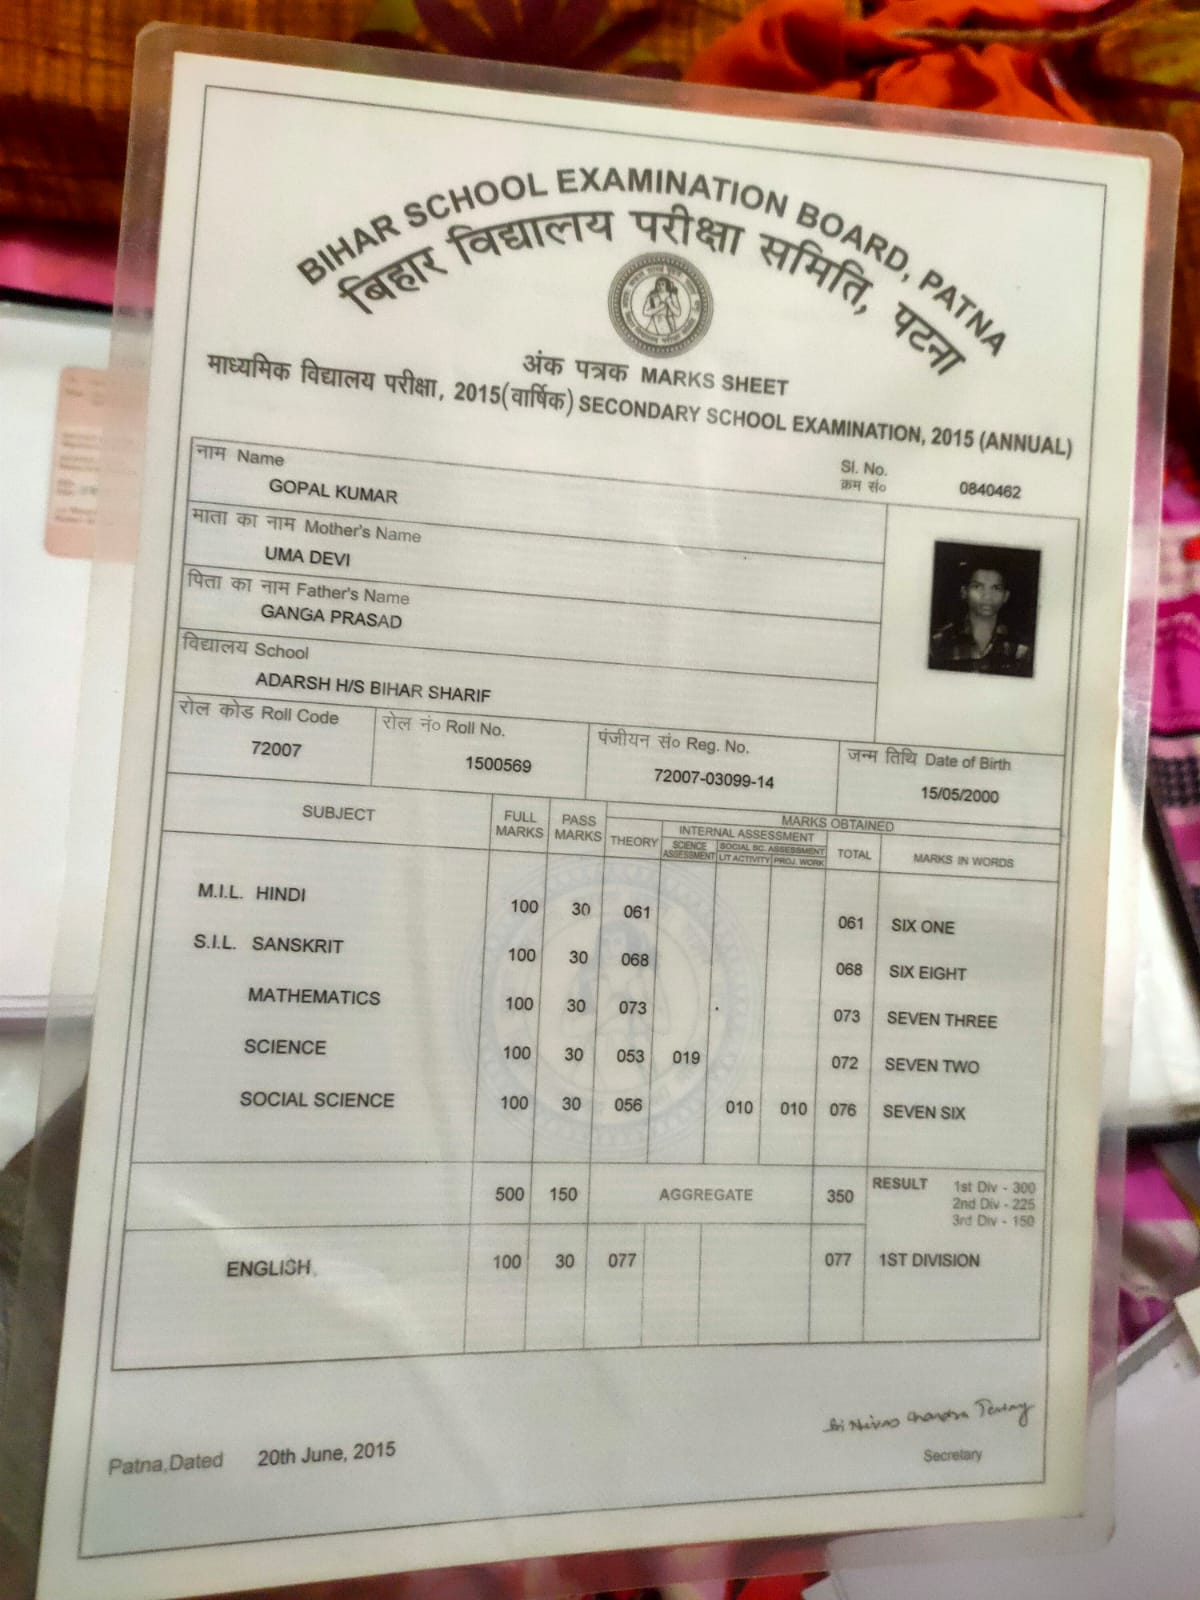 BIHAR SCHOOL EXAMINATION BOARD, PATNA
बिहार विद्यालय परीक्षा समिति, पटना
अंक पत्रक MARKS SHEET
माध्यमिक विद्यालय परीक्षा, 2015(वार्षिक) SECONDARY SCHOOL EXAMINATION, 2015 (ANNUAL)
Sl. No.
क्रम सं० 0840462
नाम Name
GOPAL KUMAR
माता का नाम Mother's Name
UMA DEVI
पिता का नाम Father's Name
GANGA PRASAD
विद्यालय School
ADARSH H/S BIHAR SHARIF
रोल कोड Roll Code रोल नं० Roll No. पंजीयन सं० Reg. No. जन्म तिथि Date of Birth
72007 1500569 72007-03099-14 15/05/2000
SUBJECT FULL MARKS PASS MARKS MARKS OBTAINED
THEORY INTERNAL ASSESSMENT TOTAL MARKS IN WORDS
SCIENCE ASSESSMENT SOCIAL SC. ASSESSMENT
LIT ACTIVITY PROJ. WORK
M.I.L. HINDI 100 30 061 061 SIX ONE
S.I.L. SANSKRIT 100 30 068 068 SIX EIGHT
MATHEMATICS 100 30 073 073 SEVEN THREE
SCIENCE 100 30 053 019 072 SEVEN TWO
SOCIAL SCIENCE 100 30 056 010 010 076 SEVEN SIX
500 150 AGGREGATE 350 RESULT 1st Div - 300
2nd Div - 225
3rd Div - 150
ENGLISH 100 30 077 077 1ST DIVISION
Patna,Dated 20th June, 2015
Secretary